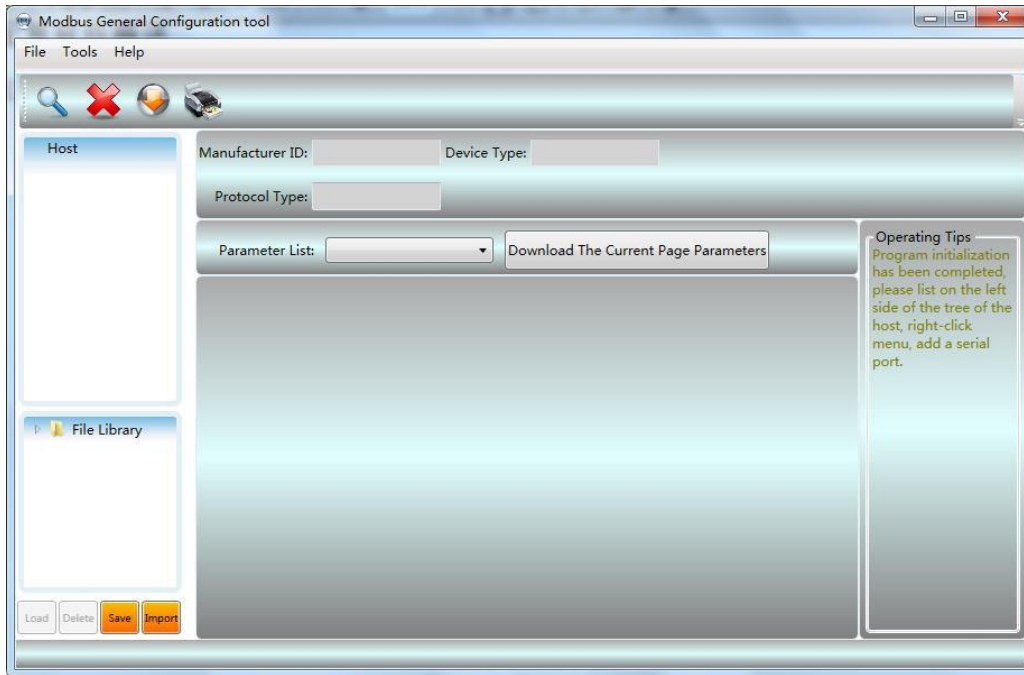 Modbus General Configuration tool
File Tools Help
Host
Manufacturer ID: Device Type:
Protocol Type:
Parameter List: Download The Current Page Parameters
Operating Tips
Program initialization
has been completed,
please list on the left
side of the tree of the
host, right-click
menu, add a serial
port.
File Library
Load Delete Save Import